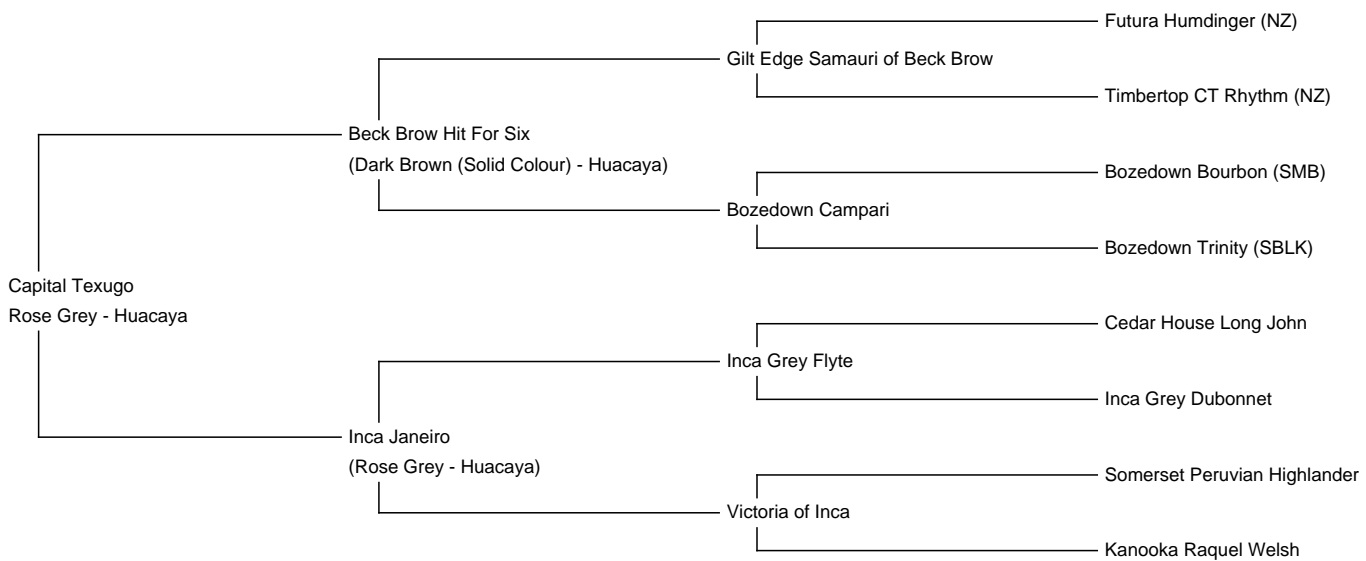 Futura Humdinger (NZ)
Gilt Edge Samauri of Beck Brow
Timbertop CT Rhythm (NZ)
Beck Brow Hit For Six
(Dark Brown (Solid Colour) - Huacaya)
Bozedown Bourbon (SMB)
Bozedown Campari
Bozedown Trinity (SBLK)
Capital Texugo
Rose Grey - Huacaya
Cedar House Long John
Inca Grey Flyte
Inca Grey Dubonnet
Inca Janeiro
(Rose Grey - Huacaya)
Somerset Peruvian Highlander
Victoria of Inca
Kanooka Raquel Welsh